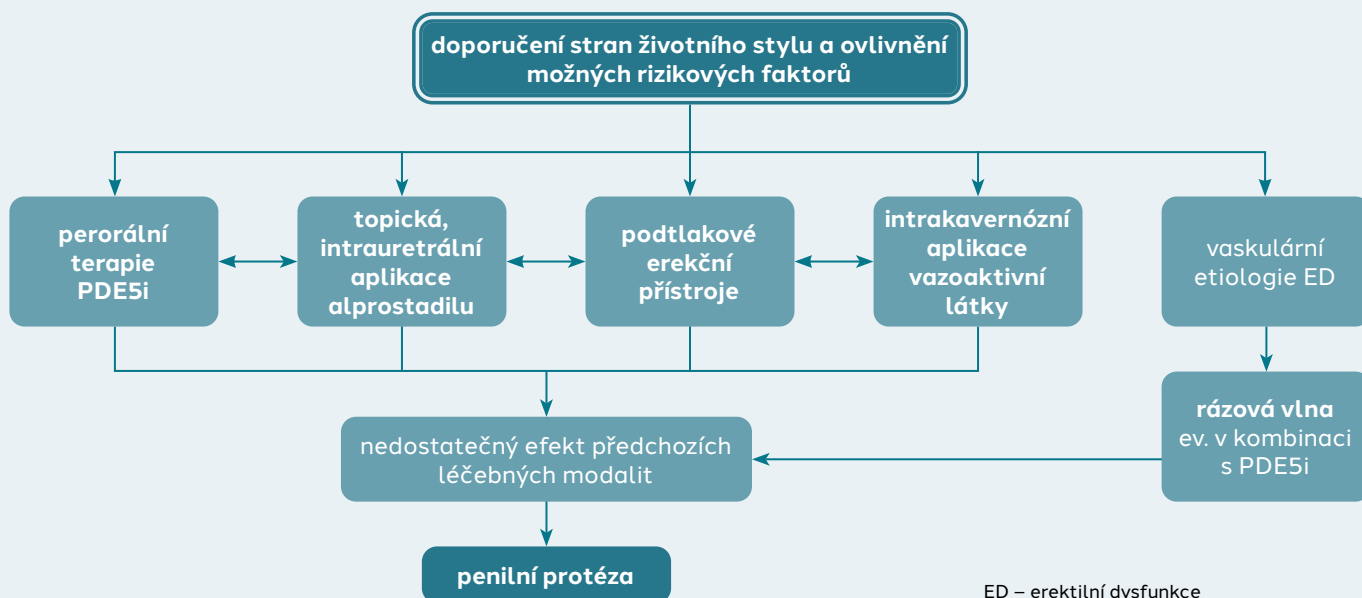 doporučení stran životního stylu a ovlivnění
možných rizikových faktorů
perorální
terapie
PDE5i
topická,
intrauretrální
aplikace
alprostadilu
podtlakové
erekční
přístroje
intrakavernózní
aplikace
vazoaktivní
látky
vaskulární
etiologie ED
nedostatečný efekt předchozích
léčebných modalit
rázová vlna
ev. v kombinaci
s PDE5i
penilní protéza
ED – erektilní dysfunkce